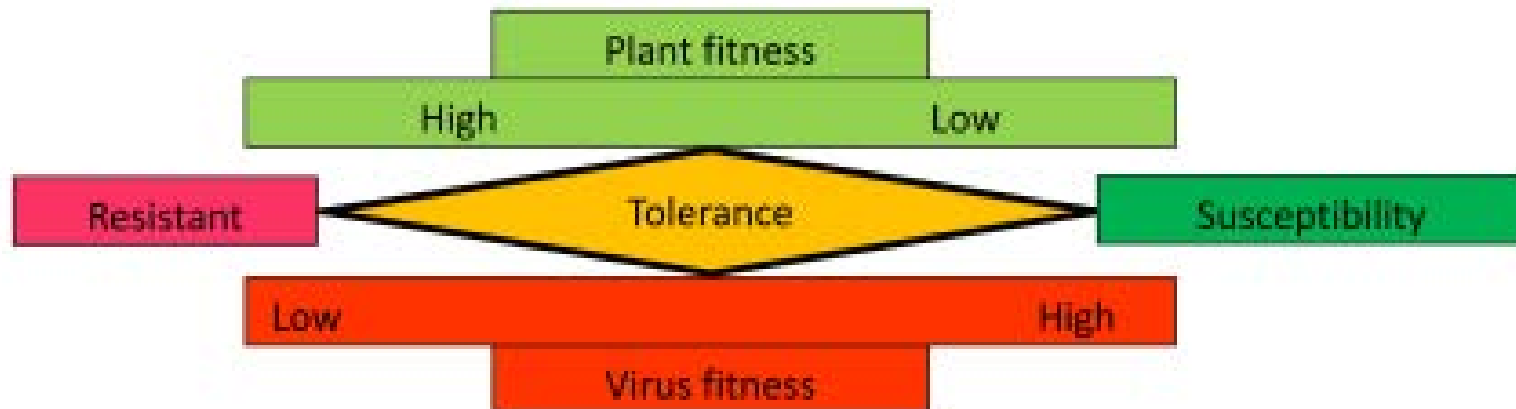 Plant fitness
High Low
Resistant Tolerance Susceptibility
Low High
Virus fitness